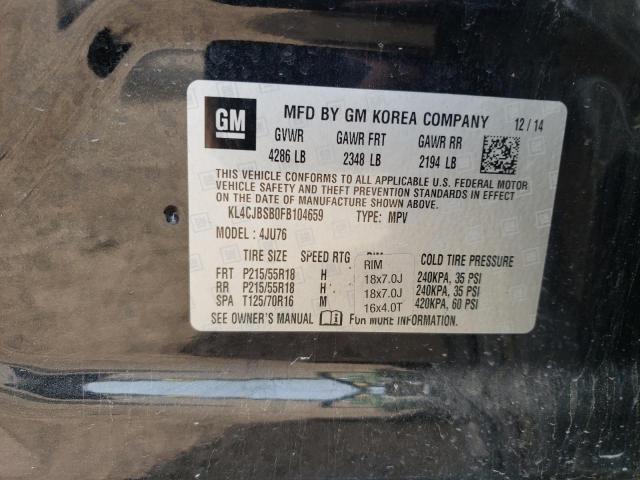 GM MFD BY GM KOREA COMPANY 12/14
GVWR GAWR FRT GAWR RR
4286 LB 2348 LB 2194 LB
THIS VEHICLE CONFORMS TO ALL APPLICABLE U.S. FEDERAL MOTOR
VEHICLE SAFETY AND THEFT PREVENTION STANDARDS IN EFFECT
ON THE DATE OF MANUFACTURE SHOWN ABOVE.
KL4CJBSB0FB104659 TYPE: MPV
MODEL: 4JU76
TIRE SIZE SPEED RTG RIM COLD TIRE PRESSURE
FRT P215/55R18 H 18x7.0J 240KPA, 35 PSI
RR P215/55R18 H 18x7.0J 240KPA, 35 PSI
SPA T125/70R16 M 16x4.0T 420KPA, 60 PSI
SEE OWNER'S MANUAL FOR MORE INFORMATION